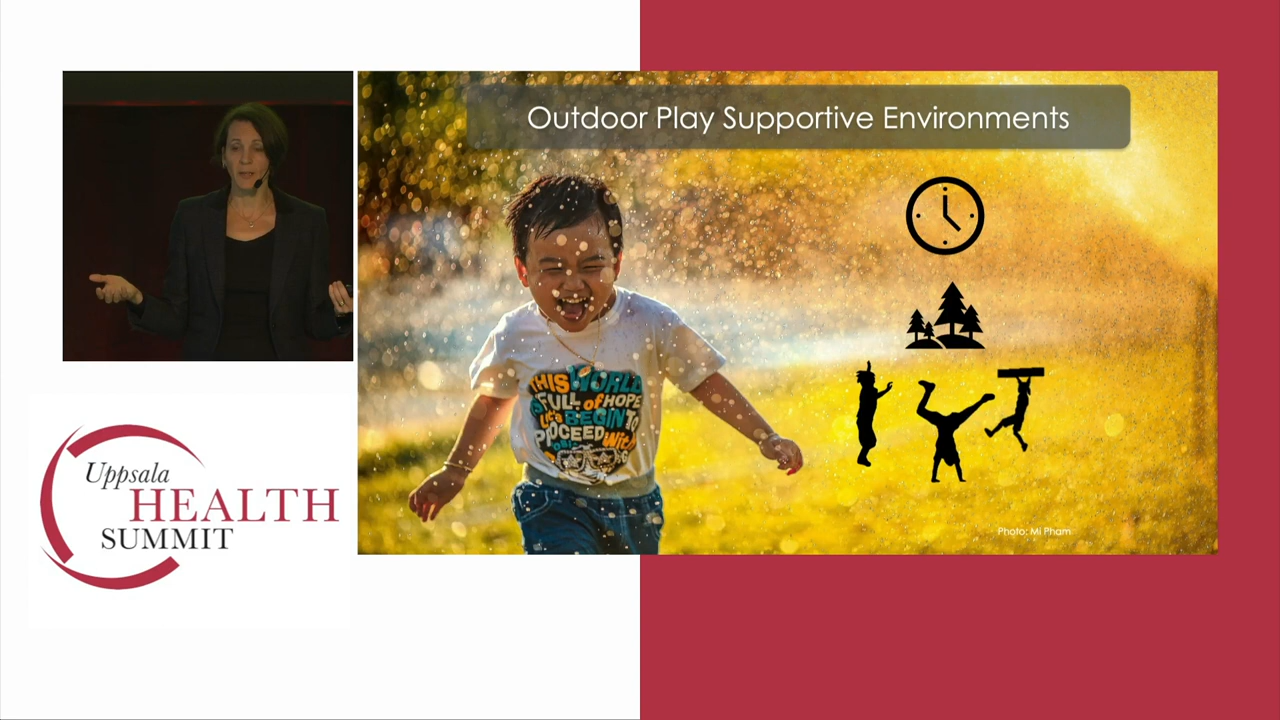 Outdoor Play Supportive Environments
THIS WORLD
FULL of HOPE
Let's BEGIN TO
PROCEED With
Photo: Mi Pham
Uppsala
HEALTH
SUMMIT